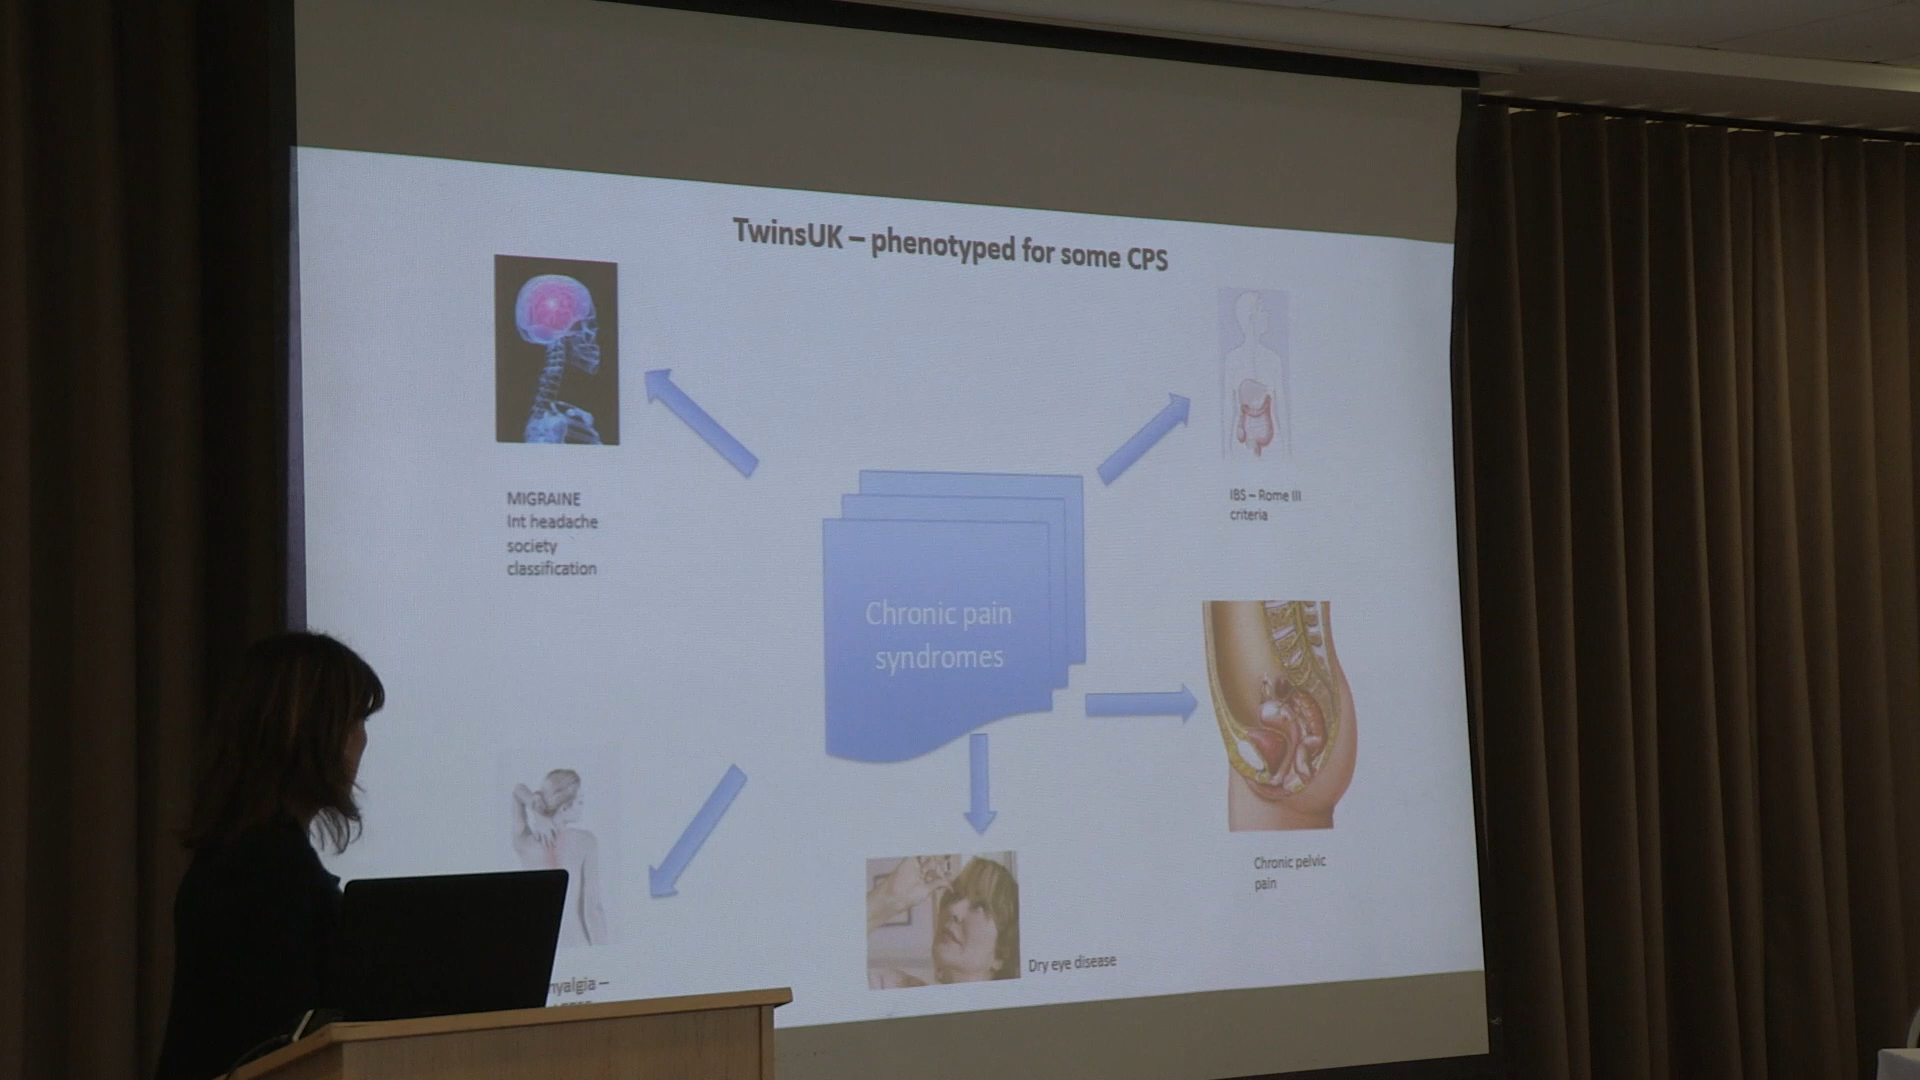 TwinsUK – phenotyped for some CPS
MIGRAINE
Int headache
society
classification
IBS – Rome III
criteria
Chronic pain
syndromes
Chronic pelvic
pain
Dry eye disease